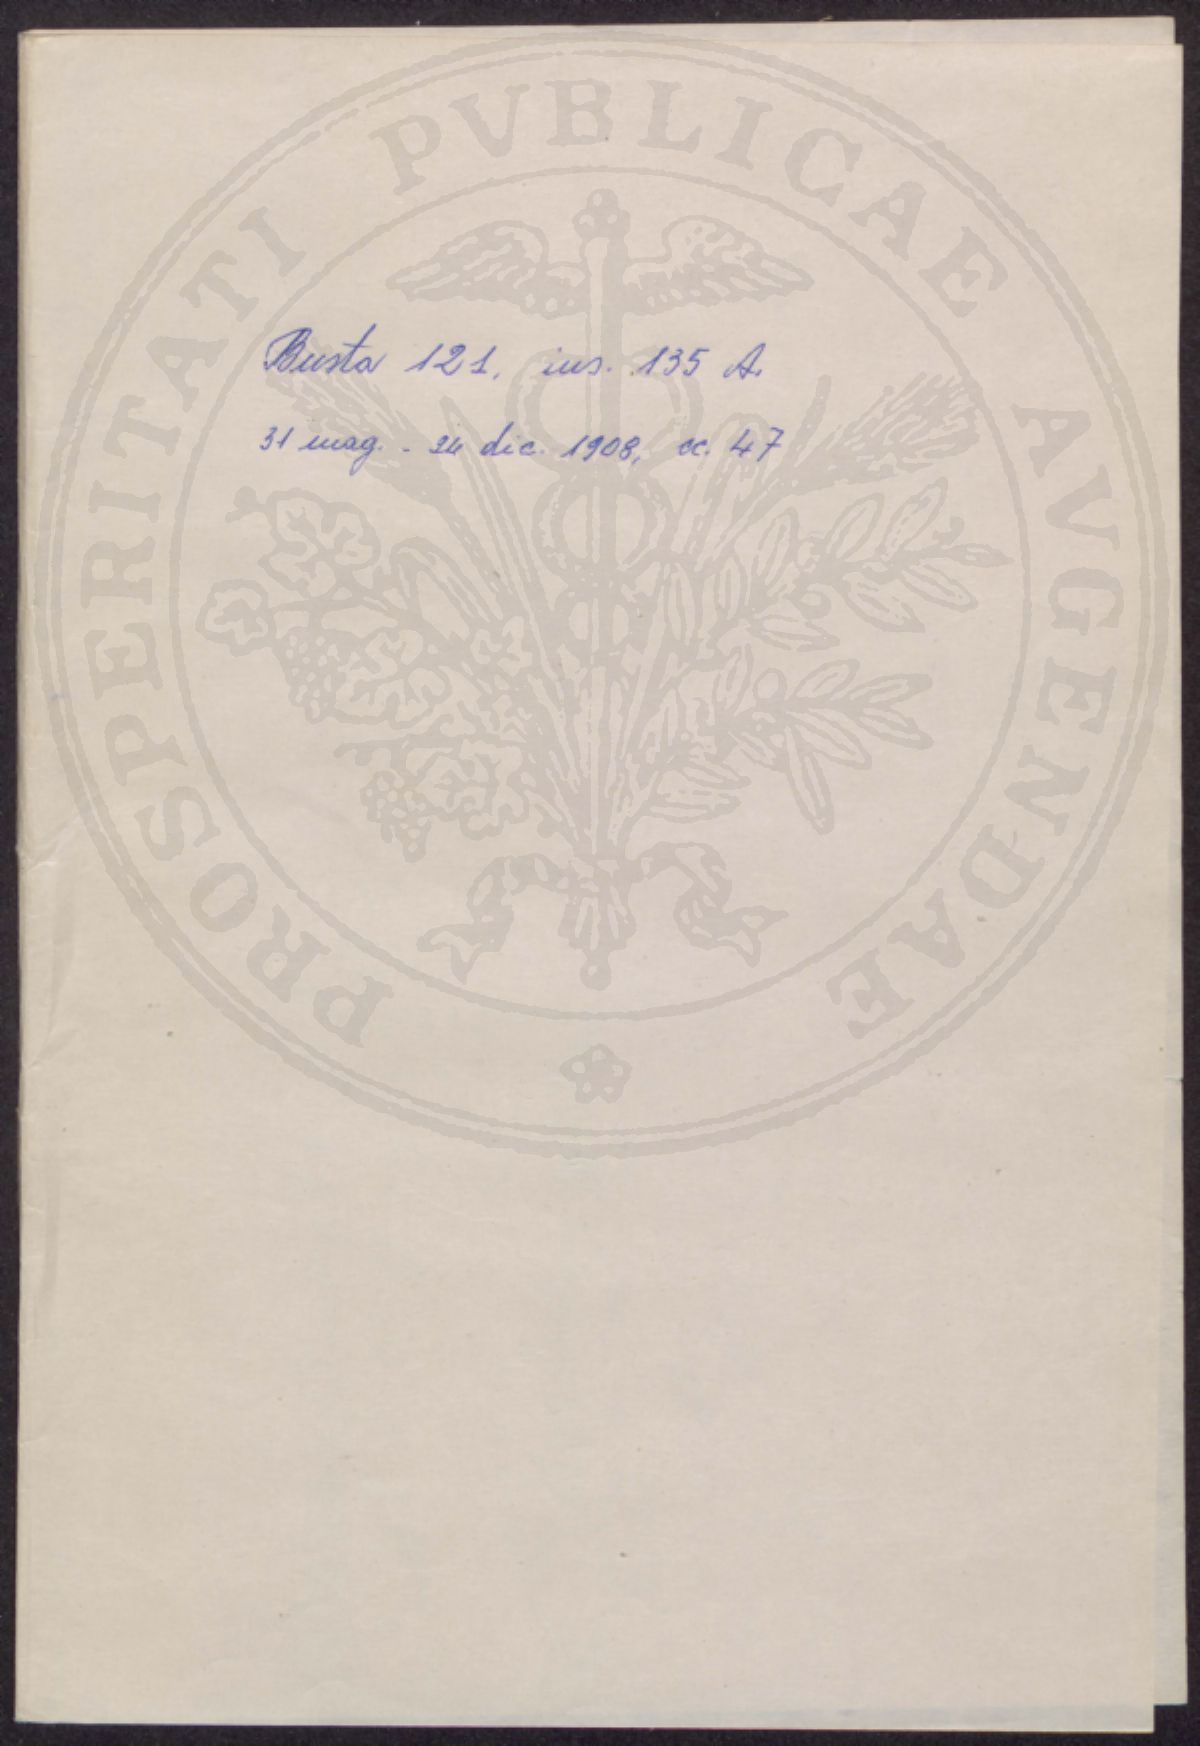 PROSPERITATI PVBLICAE AVGENDAE
Busta 121, ins. 135 A.
31 mag. - 24 dic. 1908, cc. 47